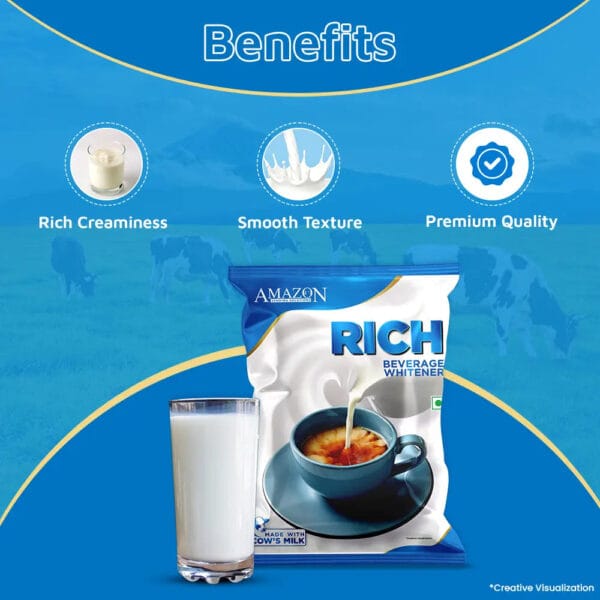 Benefits
Rich Creaminess
Smooth Texture
Premium Quality
AMAZON
RICH
BEVERAGE
WHITENER
MADE WITH
COW'S MILK
*Creative Visualization